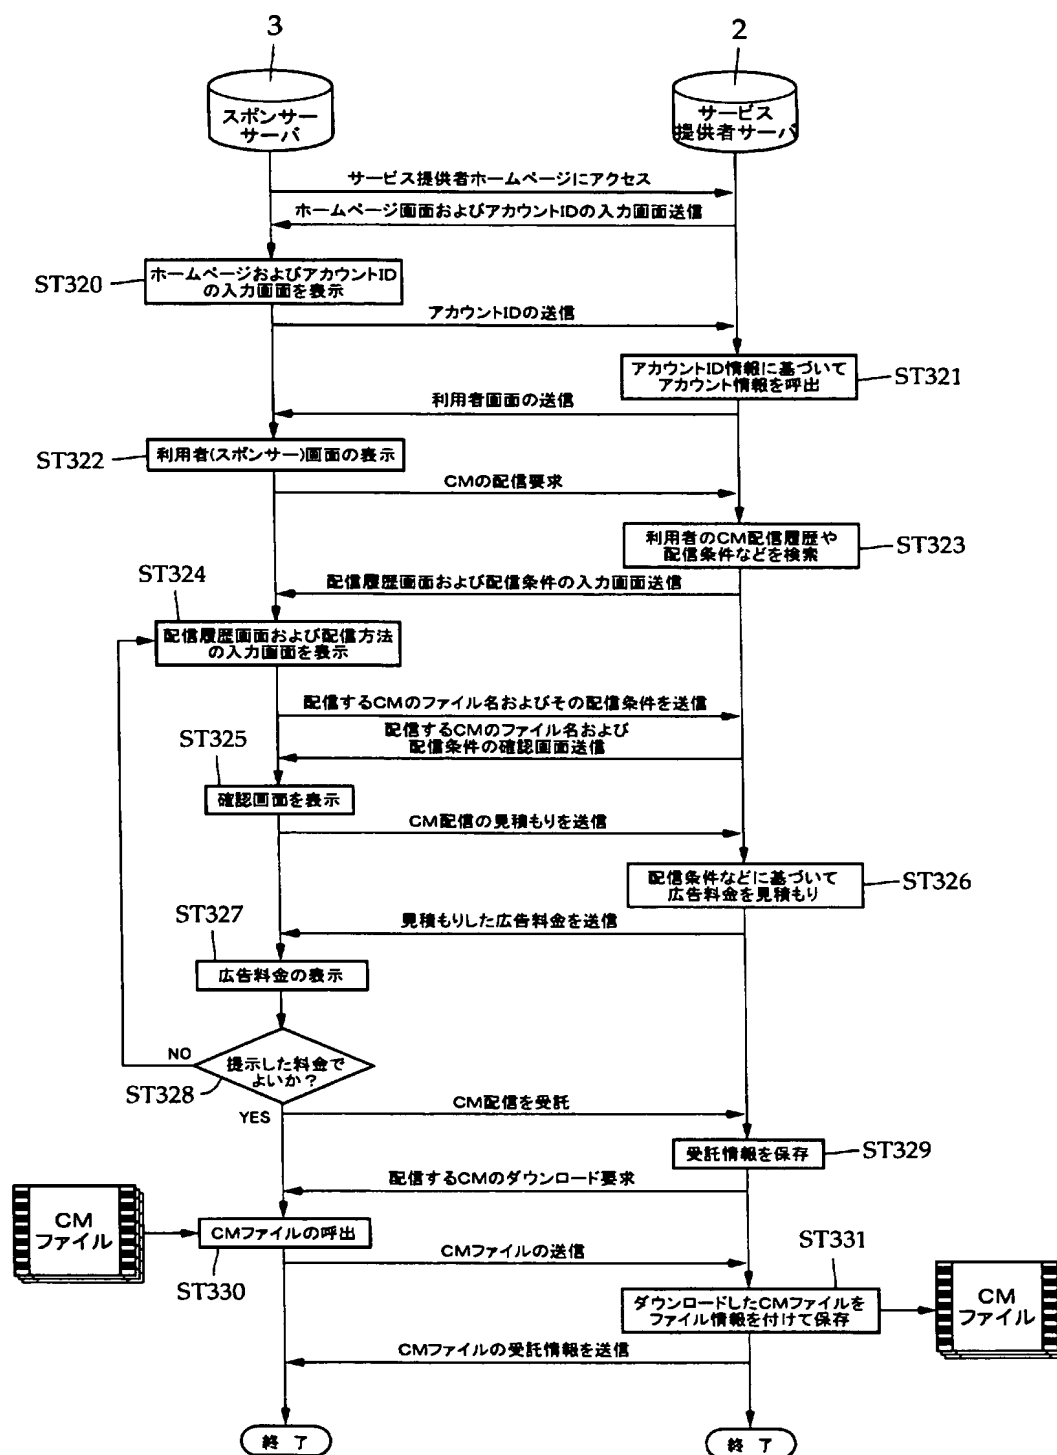 3
2
スポンサー
サーバ
サービス
提供者サーバ
サービス提供者ホームページにアクセス
ホームページ画面およびアカウントIDの入力画面送信
ST320
ホームページおよびアカウントID
の入力画面を表示
アカウントIDの送信
アカウントID情報に基づいて
アカウント情報を呼出
ST321
利用者画面の送信
ST322
利用者(スポンサー)画面の表示
CMの配信要求
利用者のCM配信履歴や
配信条件などを検索
ST323
ST324
配信履歴画面および配信条件の入力画面送信
配信履歴画面および配信方法
の入力画面を表示
配信するCMのファイル名およびその配信条件を送信
ST325
配信するCMのファイル名および
配信条件の確認画面送信
確認画面を表示
CM配信の見積もりを送信
配信条件などに基づいて
広告料金を見積もり
ST326
ST327
見積もりした広告料金を送信
広告料金の表示
NO
提示した料金で
よいか?
ST328
YES
CM配信を受託
受託情報を保存
ST329
配信するCMのダウンロード要求
CM
ファイル
CMファイルの呼出
ST330
CMファイルの送信
ST331
ダウンロードしたCMファイルを
ファイル情報を付けて保存
CM
ファイル
CMファイルの受託情報を送信
終 了
終 了